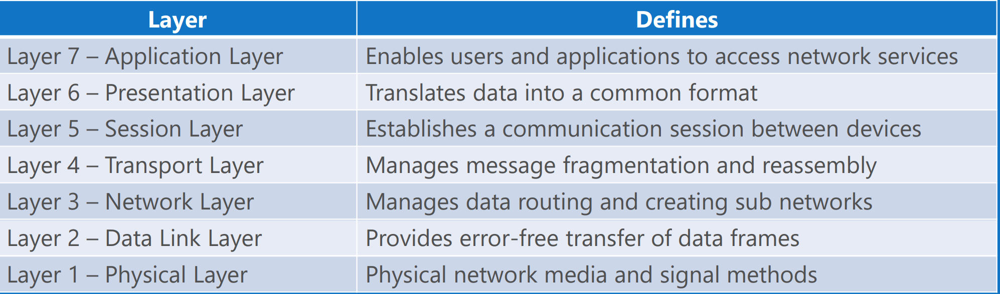 Layer Defines
Layer 7 – Application Layer Enables users and applications to access network services
Layer 6 – Presentation Layer Translates data into a common format
Layer 5 – Session Layer Establishes a communication session between devices
Layer 4 – Transport Layer Manages message fragmentation and reassembly
Layer 3 – Network Layer Manages data routing and creating sub networks
Layer 2 – Data Link Layer Provides error-free transfer of data frames
Layer 1 – Physical Layer Physical network media and signal methods